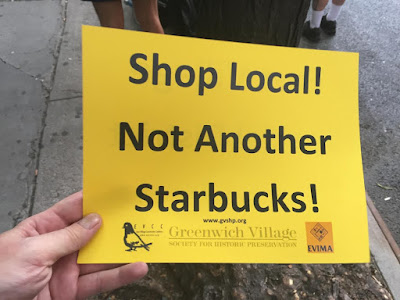 Shop Local!
Not Another
Starbucks!
www.gvshp.org
Greenwich Village
SOCIETY FOR HISTORIC PRESERVATION
EVIMA